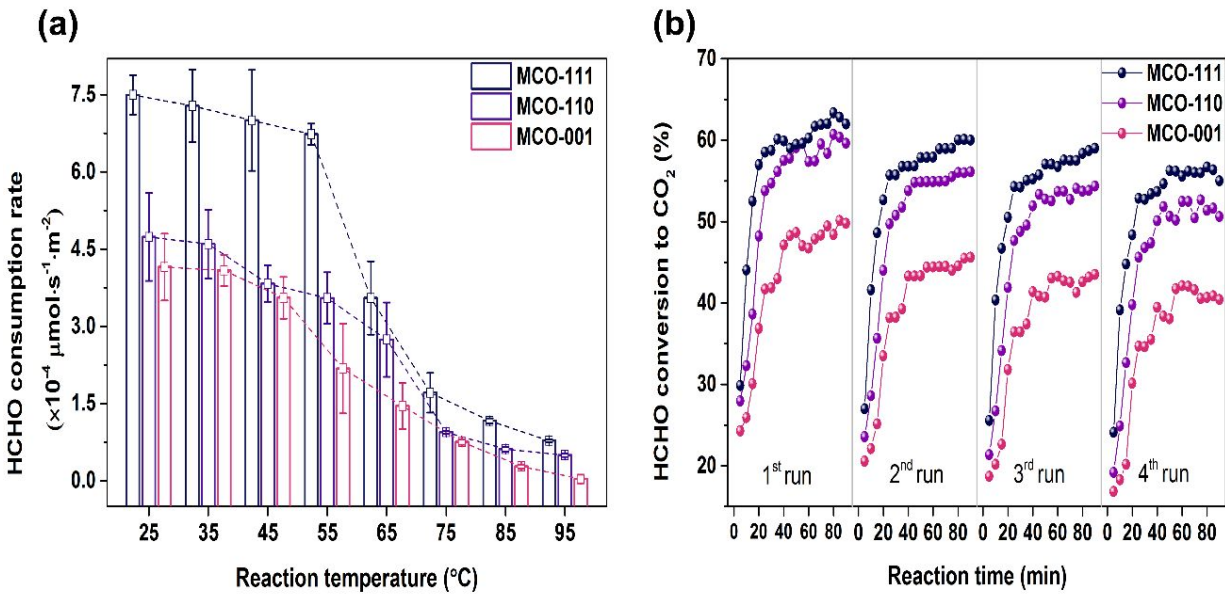 (a)
HCHO consumption rate
(×10⁻⁴ μmol·s⁻¹·m⁻²)
7.5
6.0
4.5
3.0
1.5
0.0
MCO-111
MCO-110
MCO-001
25 35 45 55 65 75 85 95
Reaction temperature (°C)
(b)
HCHO conversion to CO₂ (%)
70
60
50
40
30
20
MCO-111
MCO-110
MCO-001
1ˢᵗ run 2ⁿᵈ run 3ʳᵈ run 4ᵗʰ run
0 20 40 60 80 0 20 40 60 80 0 20 40 60 80 0 20 40 60 80
Reaction time (min)